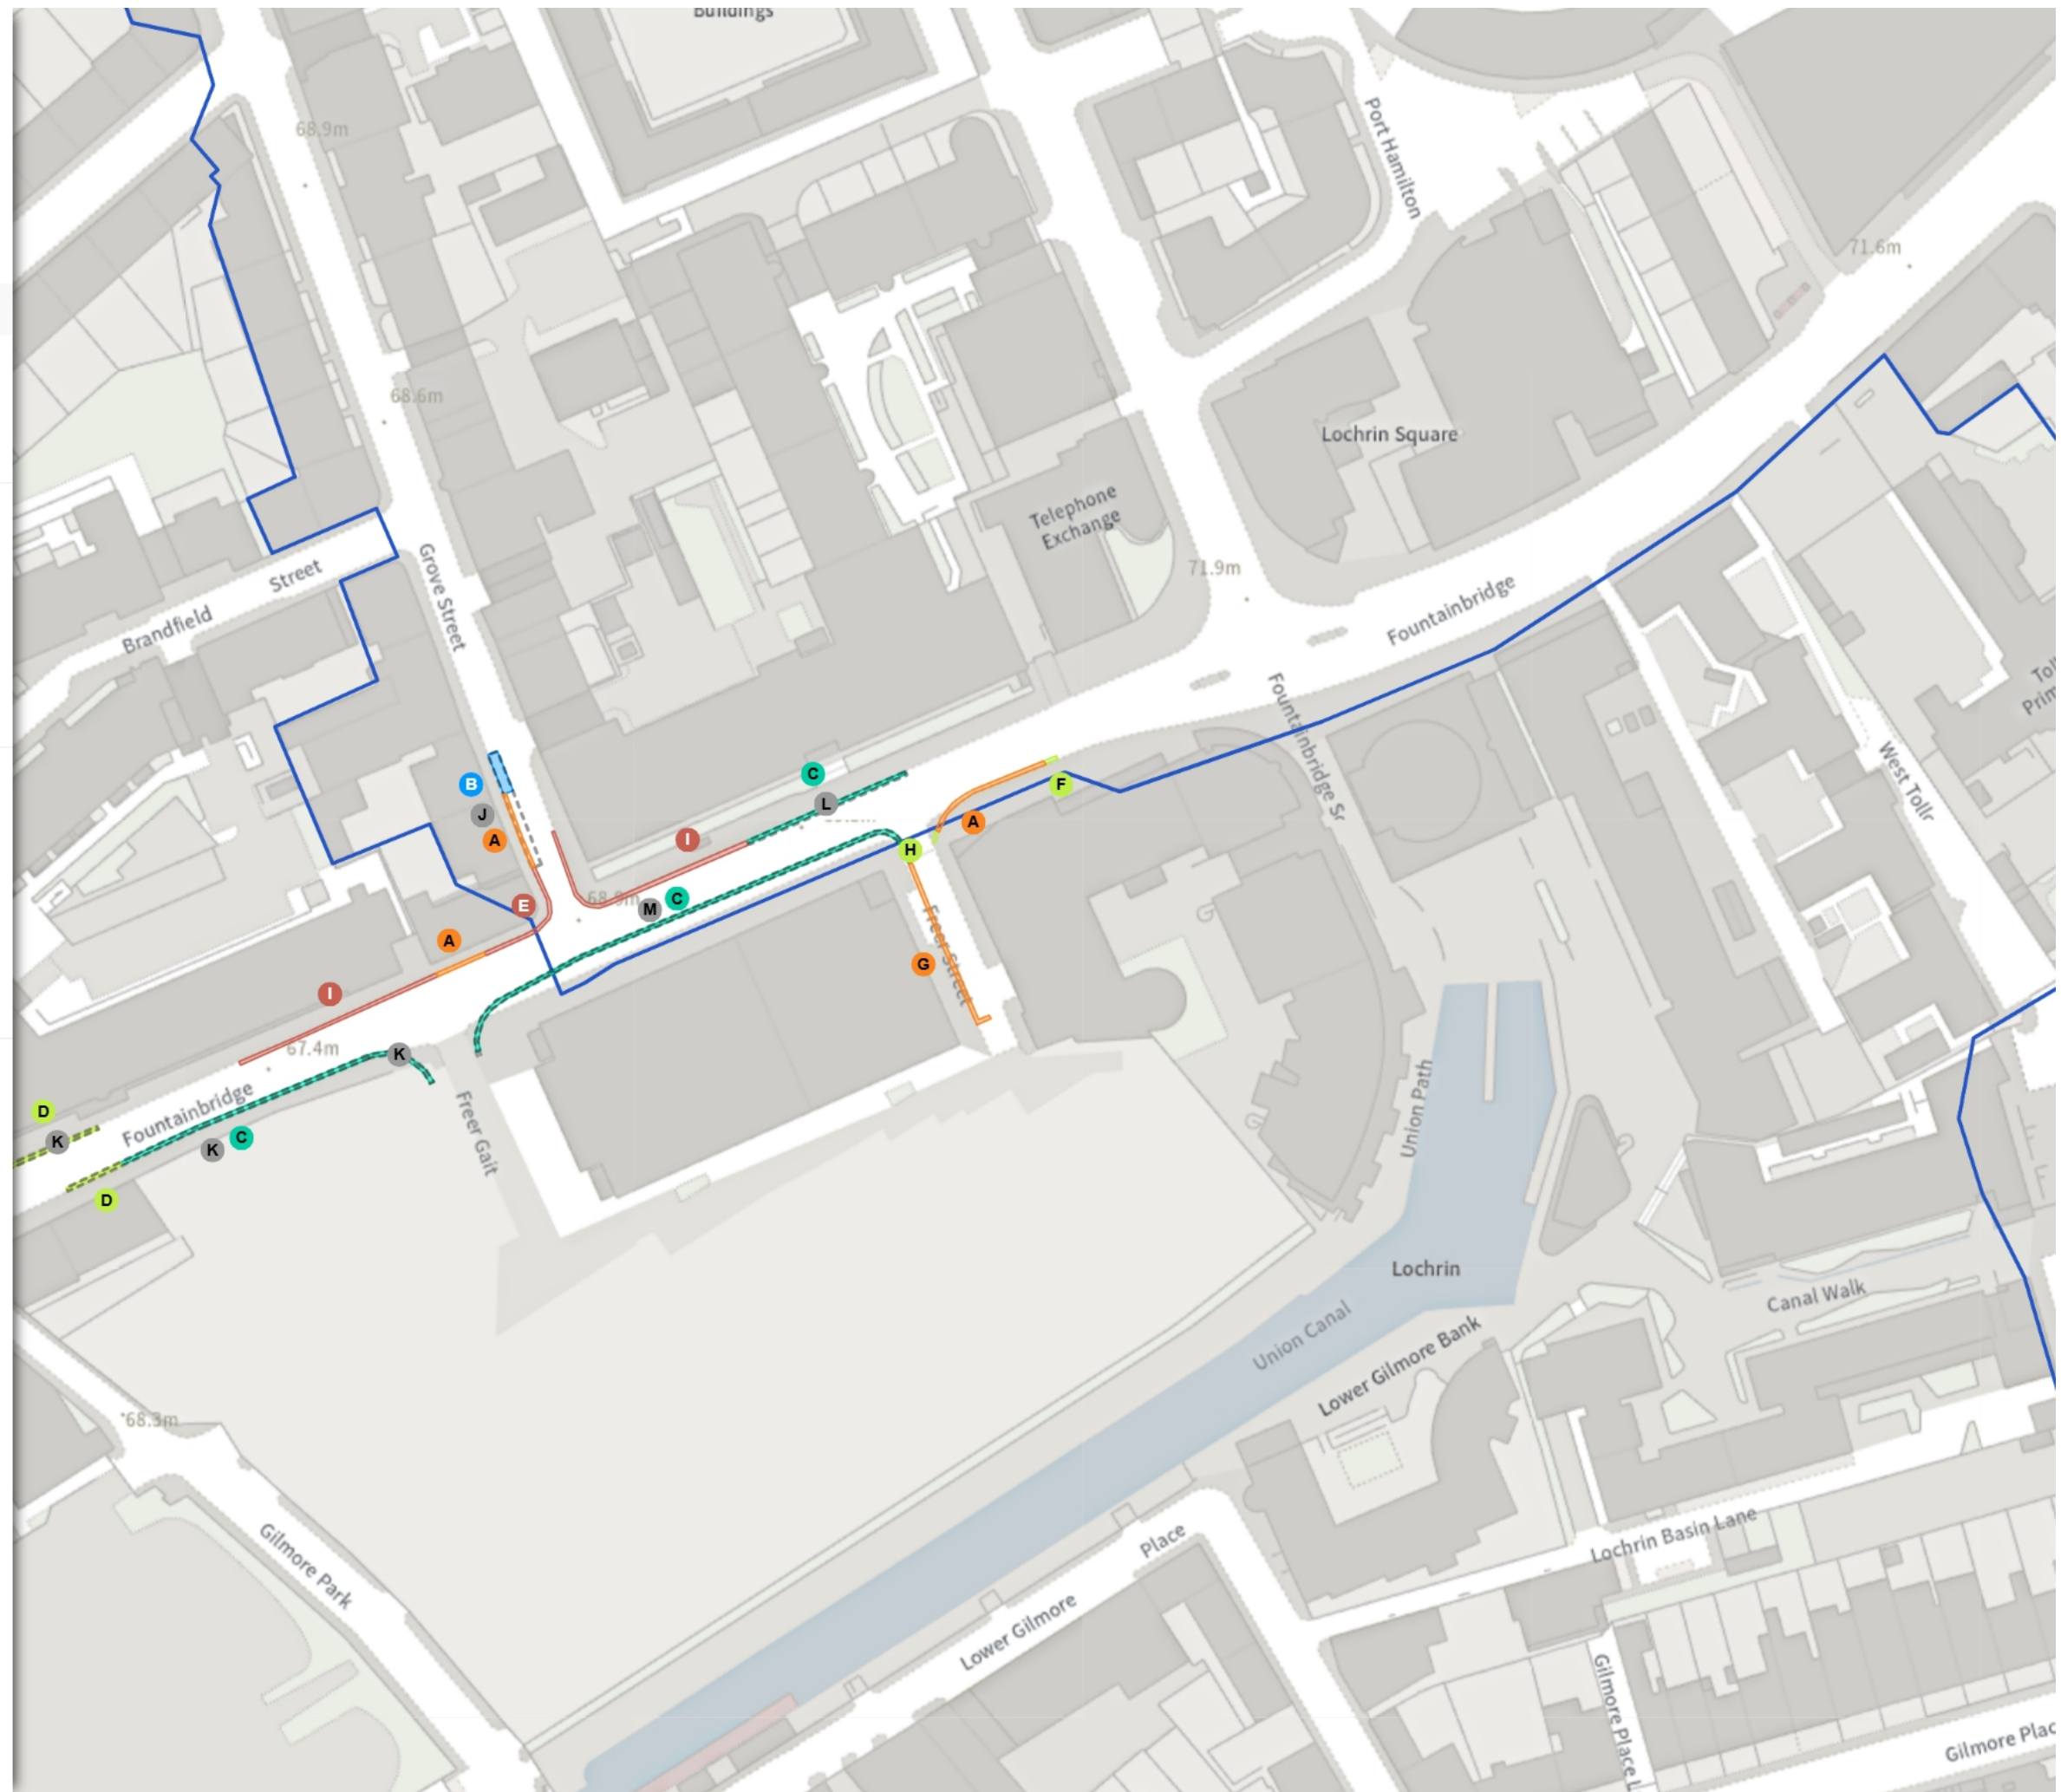 Buildings
68.9m
Port Hamilton
71.6m
68.6m
Lochrin Square
Telephone
Exchange
Grove Street
71.9m
Brandfield
Street
Fountainbridge
Fountainbridge Sq
B
J
A
C
L
I
F
A
H
E
M
C
A
G
Freer Street
I
K
67.4m
D
K
Fountainbridge
K
C
D
Freer Gait
West Tollc
Union Path
Lochrin
Union Canal
Canal Walk
Lower Gilmore Bank
68.3m
Gilmore Park
Lower Gilmore
Place
Lochrin Basin Lane
Gilmore Place L
Gilmore Plac